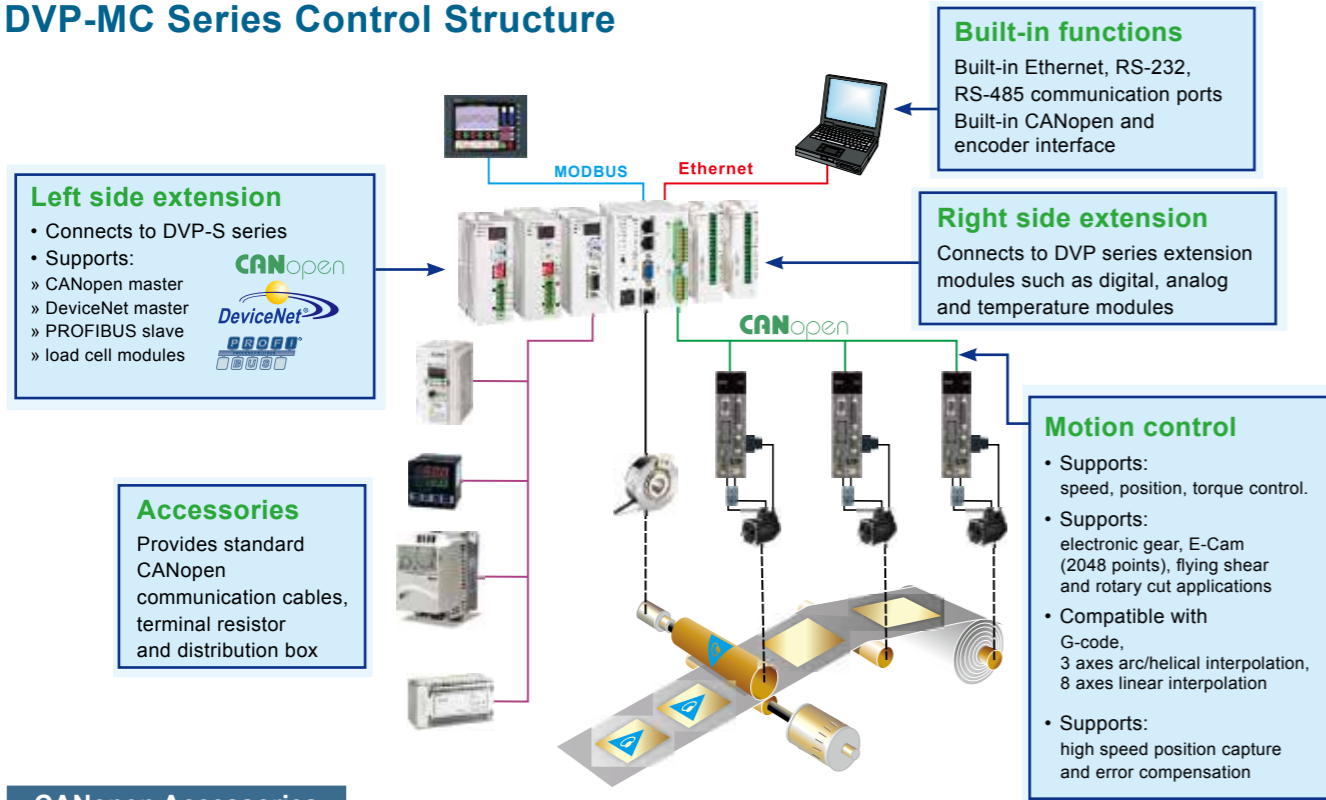 DVP-MC Series Control Structure
Built-in functions
Built-in Ethernet, RS-232,
RS-485 communication ports
Built-in CANopen and
encoder interface
MODBUS
Ethernet
Left side extension
• Connects to DVP-S series
• Supports:
» CANopen master
» DeviceNet master
» PROFIBUS slave
» load cell modules
CANopen
DeviceNet®
PROFI®
BUS
Right side extension
Connects to DVP series extension
modules such as digital, analog
and temperature modules
CANopen
Motion control
• Supports:
speed, position, torque control.
• Supports:
electronic gear, E-Cam
(2048 points), flying shear
and rotary cut applications
• Compatible with
G-code,
3 axes arc/helical interpolation,
8 axes linear interpolation
• Supports:
high speed position capture
and error compensation
Accessories
Provides standard
CANopen
communication cables,
terminal resistor
and distribution box
CANopen Accessories